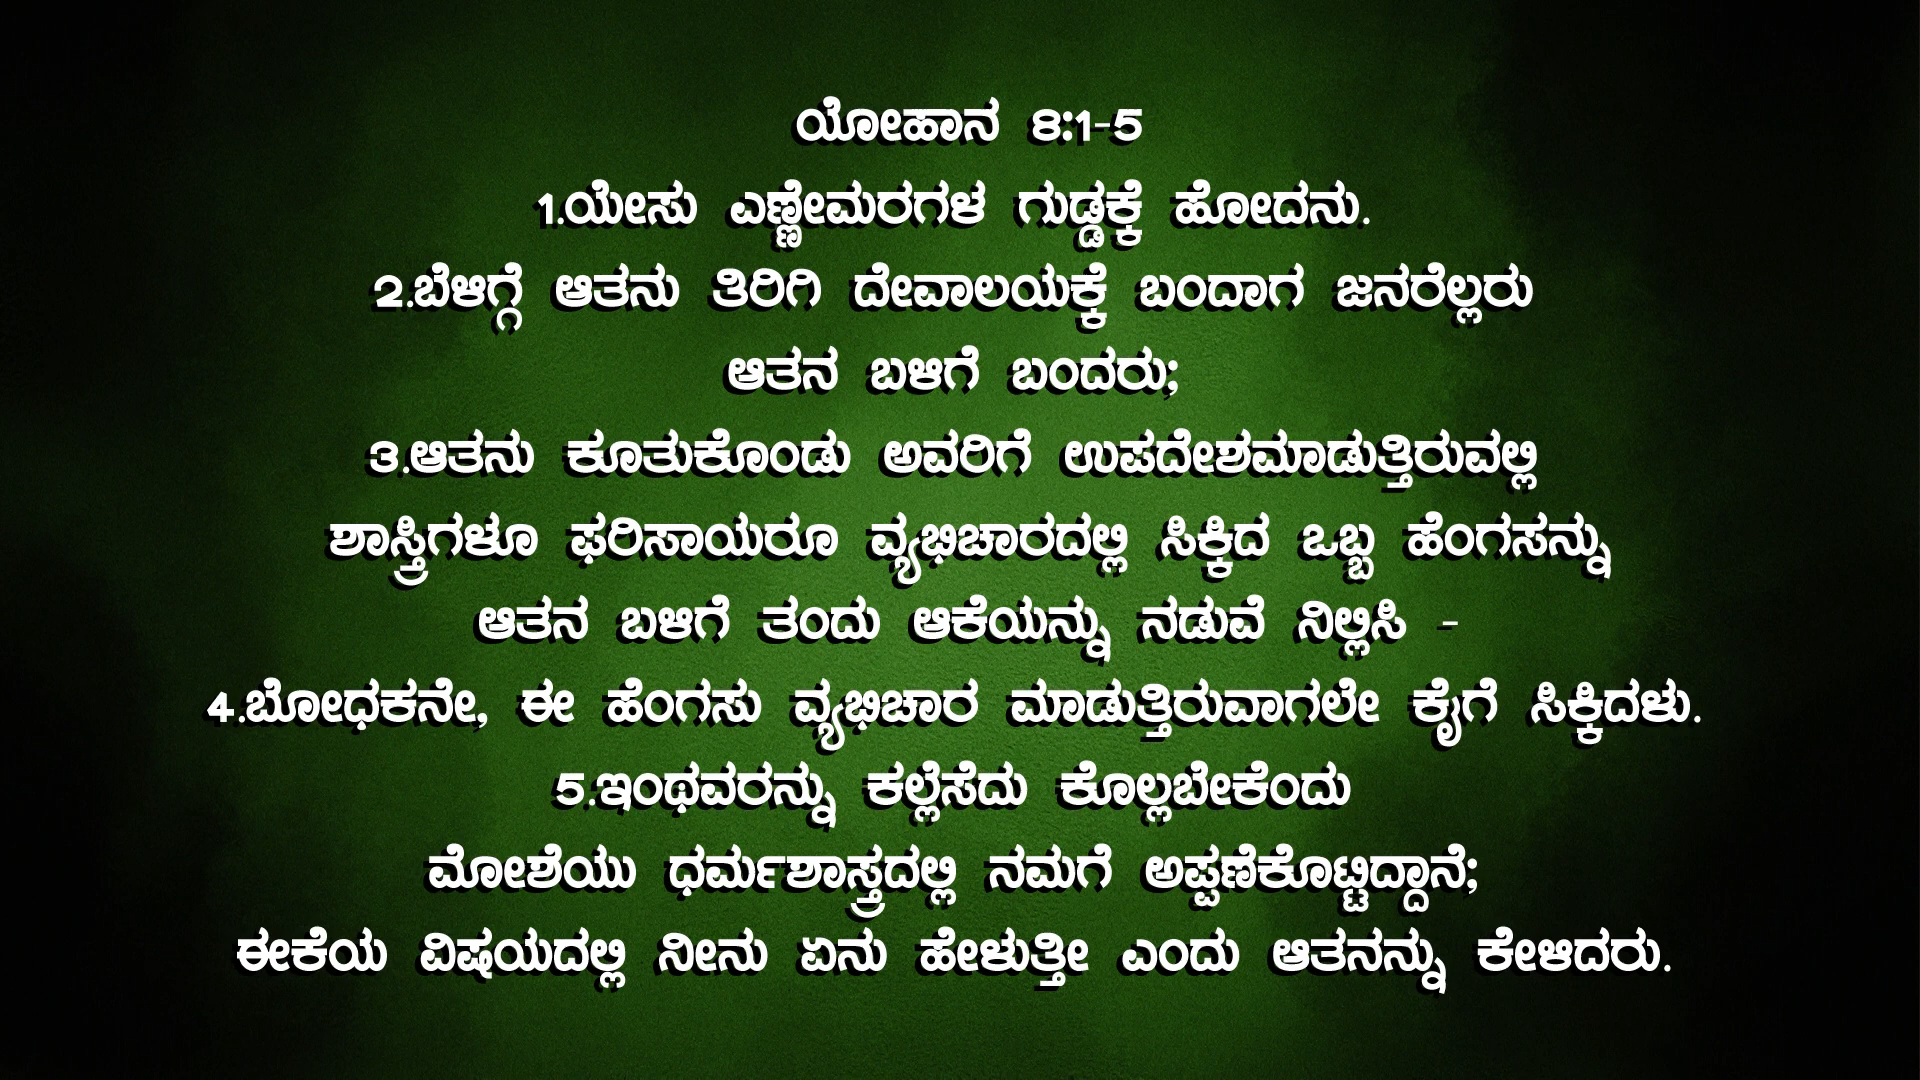 ಯೋಹಾನ 8:1-5
1.ಯೇಸು ಎಣ್ಣೇಮರಗಳ ಗುಡ್ಡಕ್ಕೆ ಹೋದನು.
2.ಬೆಳಿಗ್ಗೆ ಆತನು ತಿರಿಗಿ ದೇವಾಲಯಕ್ಕೆ ಬಂದಾಗ ಜನರೆಲ್ಲರು
ಆತನ ಬಳಿಗೆ ಬಂದರು;
3.ಆತನು ಕೂತುಕೊಂಡು ಅವರಿಗೆ ಉಪದೇಶಮಾಡುತ್ತಿರುವಲ್ಲಿ
ಶಾಸ್ತ್ರಿಗಳೂ ಫರಿಸಾಯರೂ ವ್ಯಭಿಚಾರದಲ್ಲಿ ಸಿಕ್ಕಿದ ಒಬ್ಬ ಹೆಂಗಸನ್ನು
ಆತನ ಬಳಿಗೆ ತಂದು ಆಕೆಯನ್ನು ನಡುವೆ ನಿಲ್ಲಿಸಿ -
4.ಬೋಧಕನೇ, ಈ ಹೆಂಗಸು ವ್ಯಭಿಚಾರ ಮಾಡುತ್ತಿರುವಾಗಲೇ ಕೈಗೆ ಸಿಕ್ಕಿದಳು.
5.ಇಂಥವರನ್ನು ಕಲ್ಲೆಸೆದು ಕೊಲ್ಲಬೇಕೆಂದು
ಮೋಶೆಯು ಧರ್ಮಶಾಸ್ತ್ರದಲ್ಲಿ ನಮಗೆ ಅಪ್ಪಣೆಕೊಟ್ಟಿದ್ದಾನೆ;
ಈಕೆಯ ವಿಷಯದಲ್ಲಿ ನೀನು ಏನು ಹೇಳುತ್ತೀ ಎಂದು ಆತನನ್ನು ಕೇಳಿದರು.